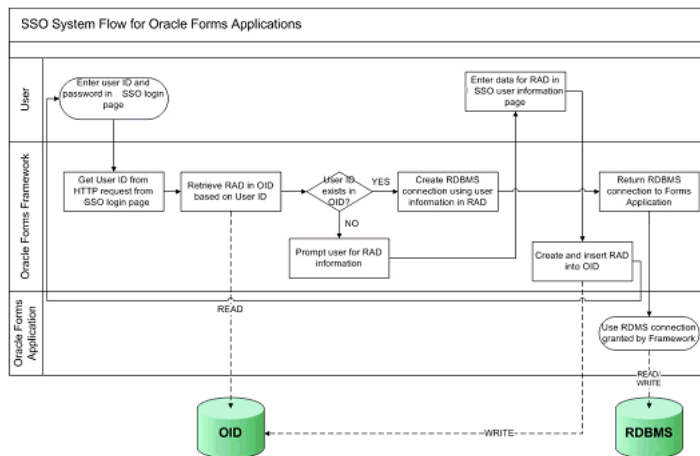 SSO System Flow for Oracle Forms Applications
User
Enter user ID and
password in SSO login
page
Enter data for RAD in
SSO user information
page
Oracle Forms Framework
Get User ID from
HTTP request from
SSO login page
Retrieve RAD in OID
based on User ID
User ID
exists in
OID?
YES
NO
Create RDBMS
connection using user
information in RAD
Return RDBMS
connection to Forms
Application
Prompt user for RAD
information
Create and insert RAD
into OID
Oracle Forms
Application
READ
Use RDMS connection
granted by Framework
READ/
WRITE
OID
WRITE
RDBMS